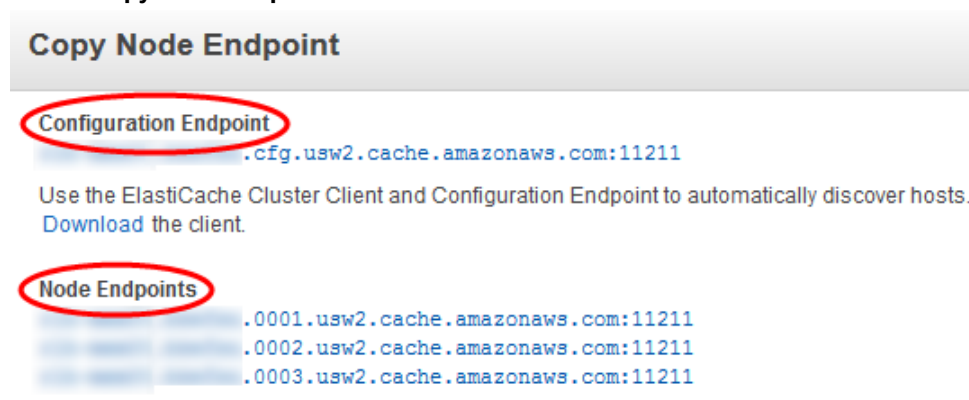 Copy Node Endpoint
Configuration Endpoint
.cfg.usw2.cache.amazonaws.com:11211
Use the ElastiCache Cluster Client and Configuration Endpoint to automatically discover hosts.
Download the client.
Node Endpoints
.0001.usw2.cache.amazonaws.com:11211
.0002.usw2.cache.amazonaws.com:11211
.0003.usw2.cache.amazonaws.com:11211